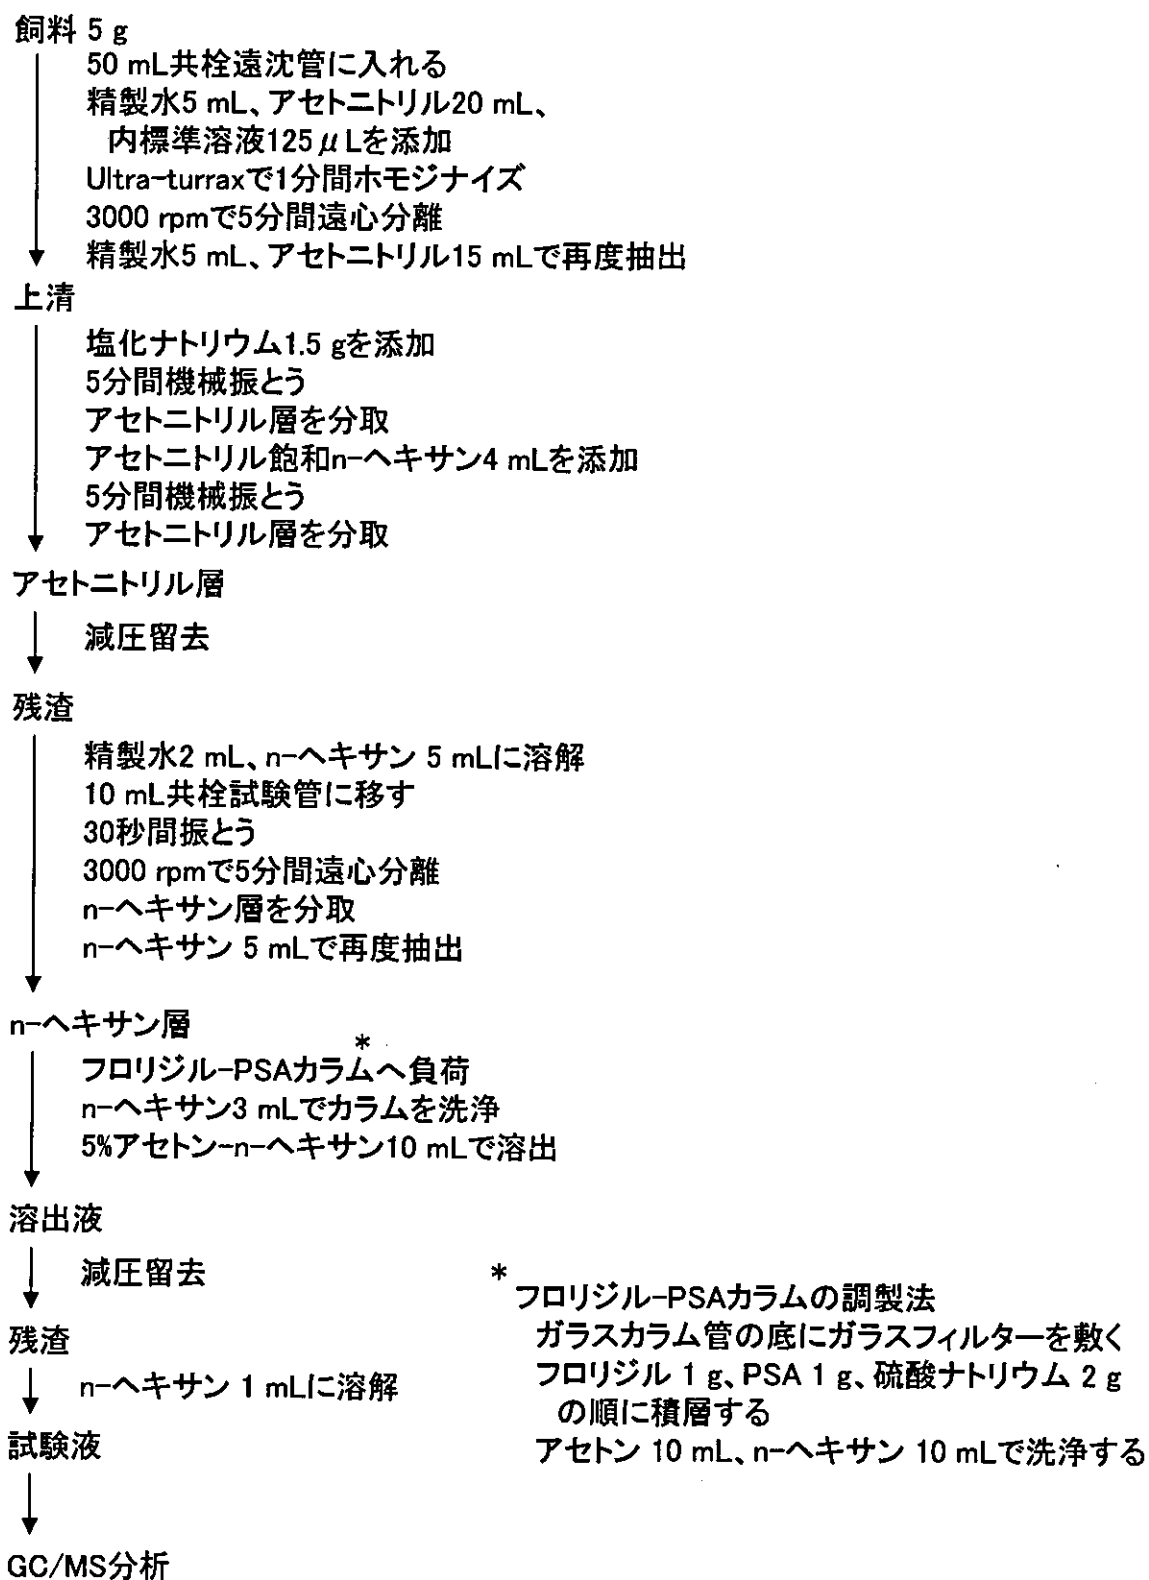 飼料 5 g
50 mL共栓遠沈管に入れる
精製水5 mL、アセトニトリル20 mL、
内標準溶液125μLを添加
Ultra-turraxで1分間ホモジナイズ
3000 rpmで5分間遠心分離
精製水5 mL、アセトニトリル15 mLで再度抽出
上清
塩化ナトリウム1.5 gを添加
5分間機械振とう
アセトニトリル層を分取
アセトニトリル飽和n-ヘキサン4 mLを添加
5分間機械振とう
アセトニトリル層を分取
アセトニトリル層
減圧留去
残渣
精製水2 mL、n-ヘキサン 5 mLに溶解
10 mL共栓試験管に移す
30秒間振とう
3000 rpmで5分間遠心分離
n-ヘキサン層を分取
n-ヘキサン 5 mLで再度抽出
n-ヘキサン層
フロリジル-PSAカラム*へ負荷
n-ヘキサン3 mLでカラムを洗浄
5%アセトン-n-ヘキサン10 mLで溶出
溶出液
減圧留去
残渣
n-ヘキサン 1 mLに溶解
試験液
GC/MS分析
*フロリジル-PSAカラムの調製法
ガラスカラム管の底にガラスフィルターを敷く
フロリジル 1 g、PSA 1 g、硫酸ナトリウム 2 g
の順に積層する
アセトン 10 mL、n-ヘキサン 10 mLで洗浄する